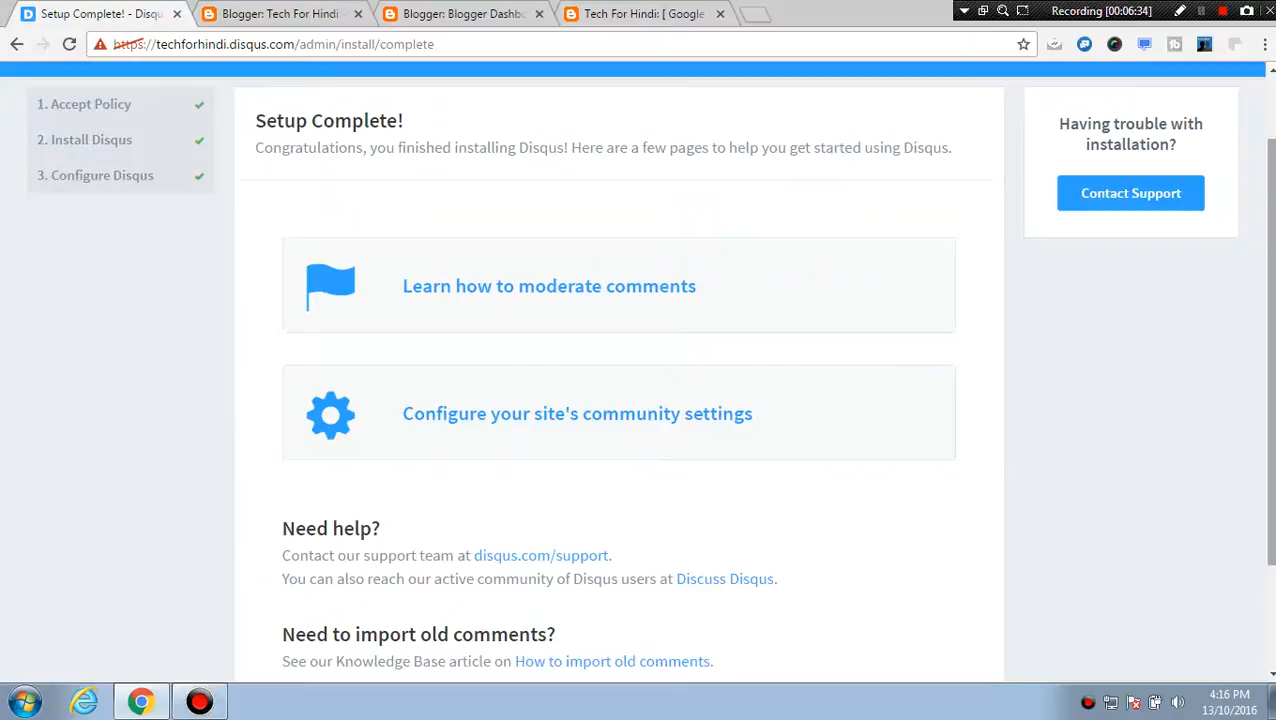 Setup Complete! - Disqu
Blogger: Tech For Hindi -
Blogger: Blogger Dashb
Tech For Hindi: [ Google
Recording [00:06:34]
https://techforhindi.disqus.com/admin/install/complete
1. Accept Policy
2. Install Disqus
3. Configure Disqus
Setup Complete!
Congratulations, you finished installing Disqus! Here are a few pages to help you get started using Disqus.
Having trouble with
installation?
Contact Support
Learn how to moderate comments
Configure your site's community settings
Need help?
Contact our support team at disqus.com/support.
You can also reach our active community of Disqus users at Discuss Disqus.
Need to import old comments?
See our Knowledge Base article on How to import old comments.
4:16 PM
13/10/2016